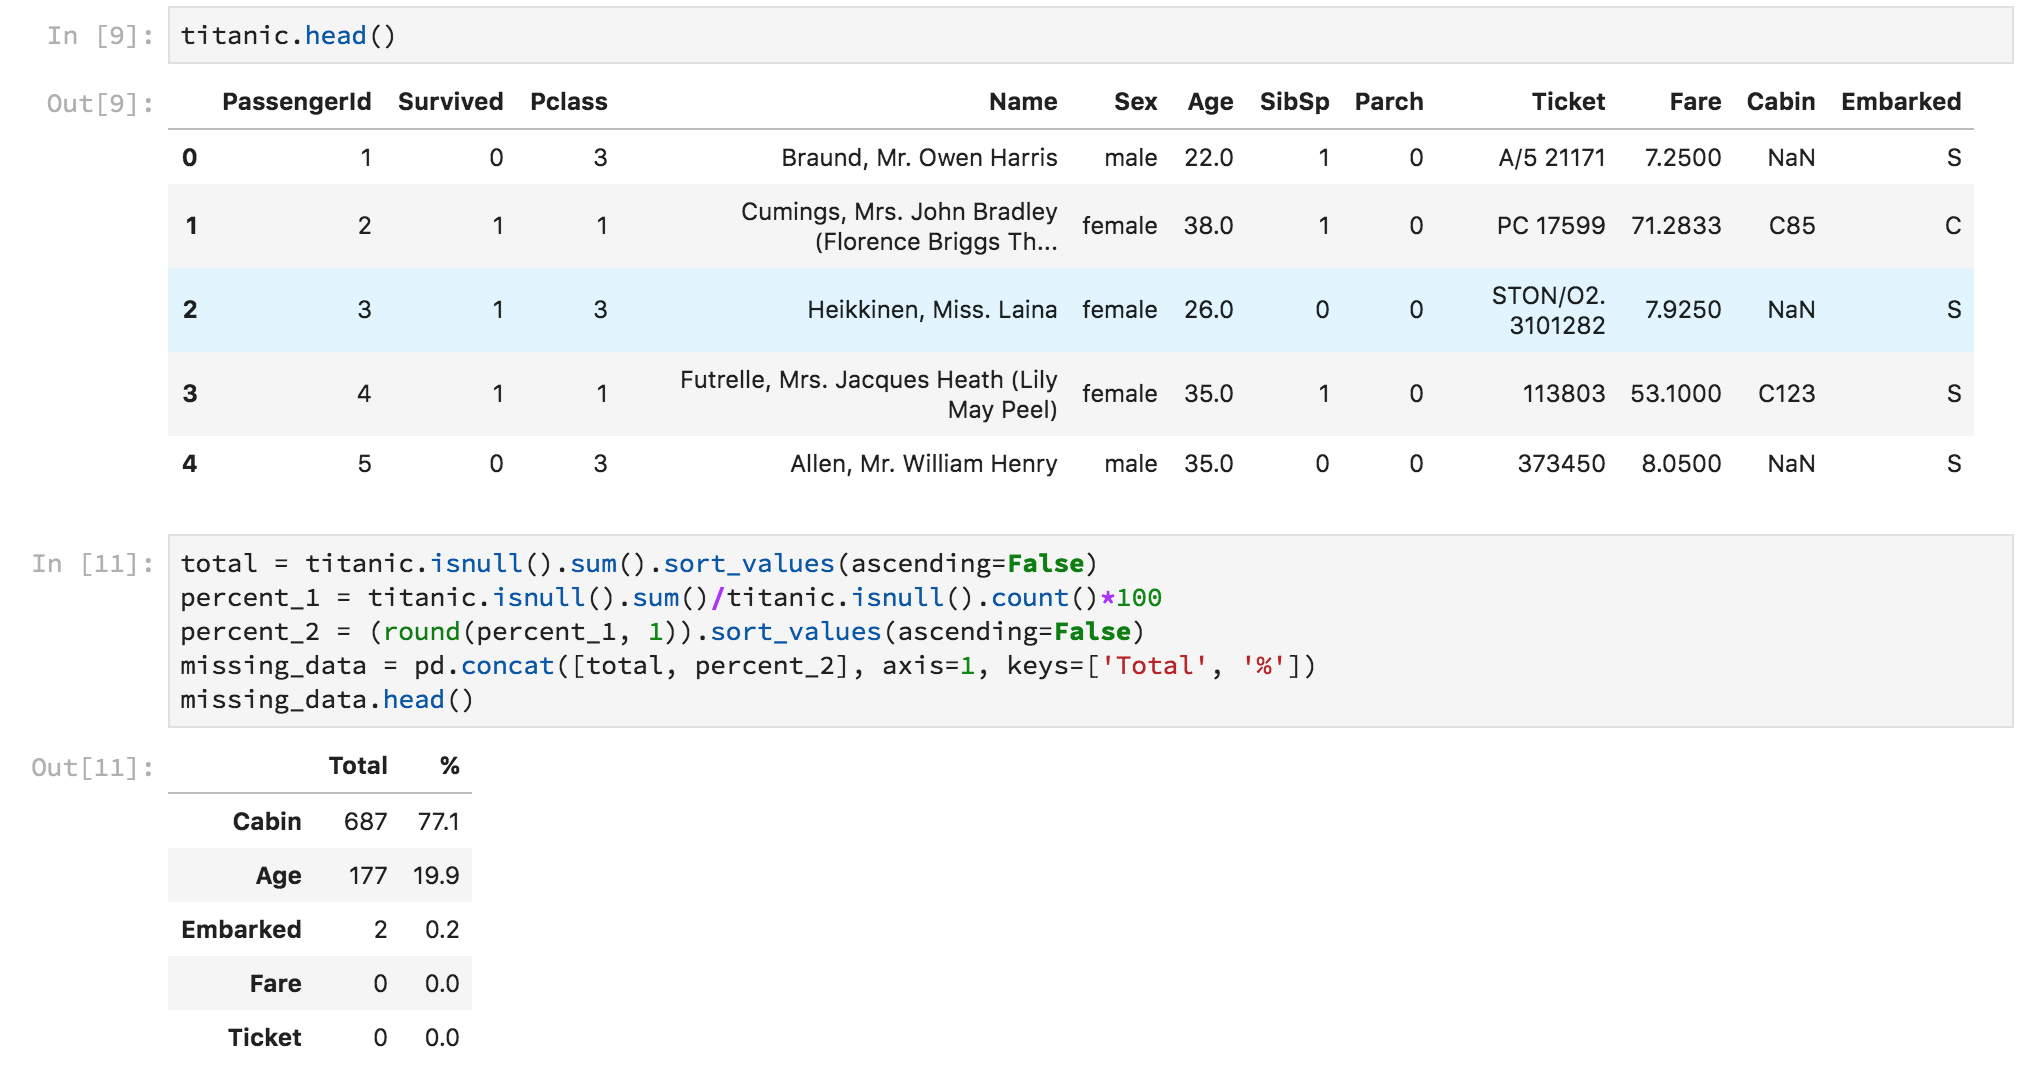 In [9]: titanic.head()
Out[9]:
PassengerId Survived Pclass Name Sex Age SibSp Parch Ticket Fare Cabin Embarked
0 1 0 3 Braund, Mr. Owen Harris male 22.0 1 0 A/5 21171 7.2500 NaN S
1 2 1 1 Cumings, Mrs. John Bradley (Florence Briggs Th... female 38.0 1 0 PC 17599 71.2833 C85 C
2 3 1 3 Heikkinen, Miss. Laina female 26.0 0 0 STON/O2. 3101282 7.9250 NaN S
3 4 1 1 Futrelle, Mrs. Jacques Heath (Lily May Peel) female 35.0 1 0 113803 53.1000 C123 S
4 5 0 3 Allen, Mr. William Henry male 35.0 0 0 373450 8.0500 NaN S
In [11]: total = titanic.isnull().sum().sort_values(ascending=False)
percent_1 = titanic.isnull().sum()/titanic.isnull().count()*100
percent_2 = (round(percent_1, 1)).sort_values(ascending=False)
missing_data = pd.concat([total, percent_2], axis=1, keys=['Total', '%'])
missing_data.head()
Out[11]:
Total %
Cabin 687 77.1
Age 177 19.9
Embarked 2 0.2
Fare 0 0.0
Ticket 0 0.0